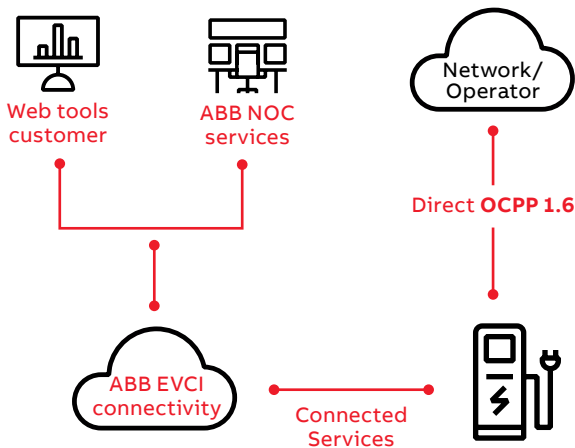 Web tools
customer
ABB NOC
services
Network/
Operator
Direct OCPP 1.6
ABB EVCI
connectivity
Connected
Services